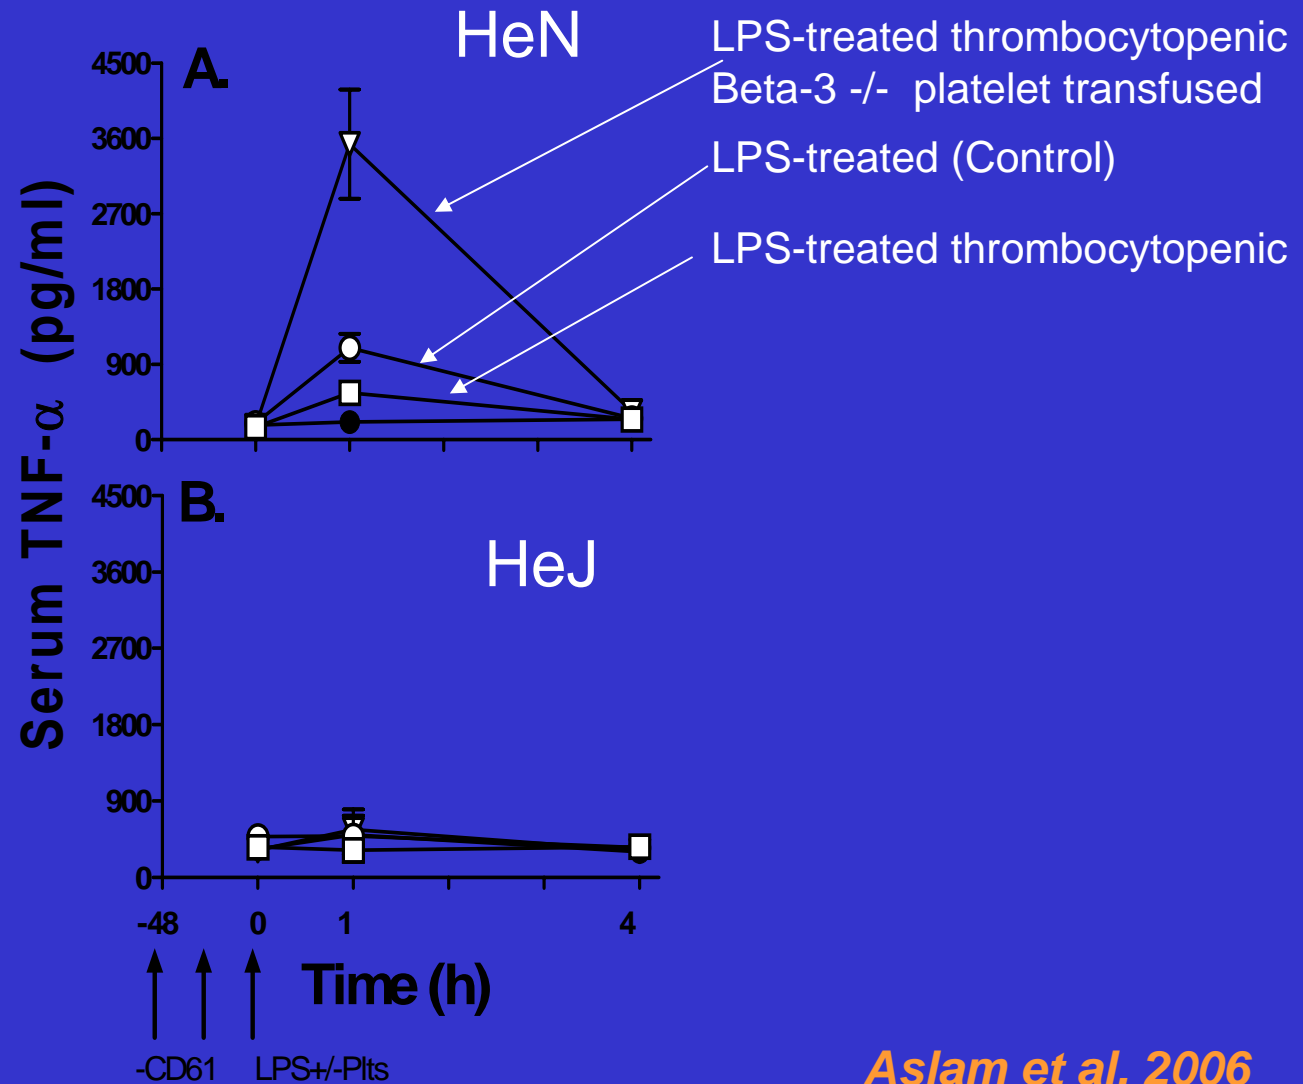 HeN
A.
LPS-treated thrombocytopenic
Beta-3 -/- platelet transfused
LPS-treated (Control)
LPS-treated thrombocytopenic
4500
3600
2700
1800
900
0
Serum TNF-α (pg/ml)
B.
HeJ
4500
3600
2700
1800
900
0
-48 0 1 4
Time (h)
-CD61 LPS+/-Plts
Aslam et al. 2006